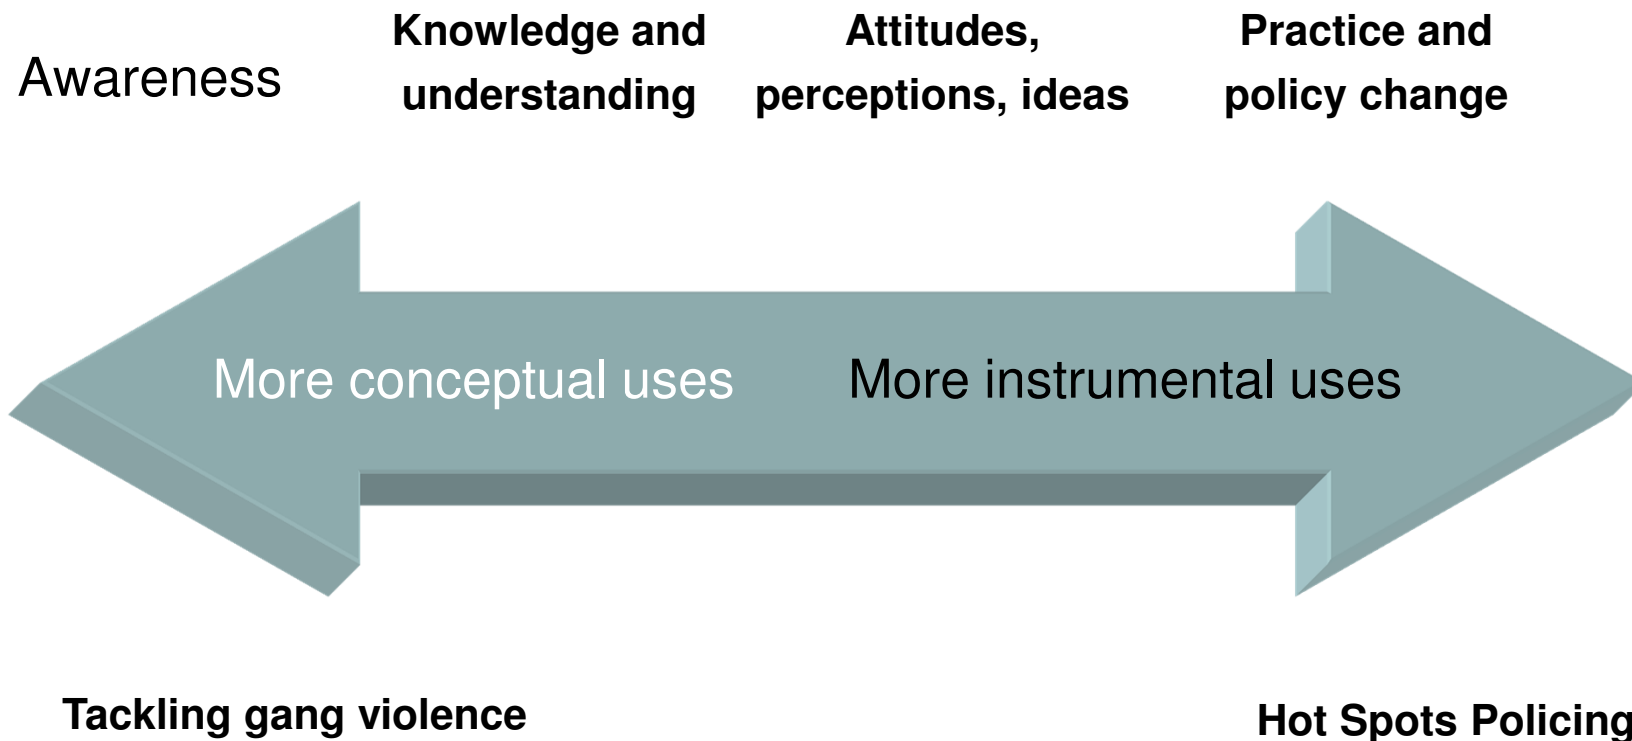 Awareness
Knowledge and
understanding
Attitudes,
perceptions, ideas
Practice and
policy change
More conceptual uses
More instrumental uses
Tackling gang violence
Hot Spots Policing